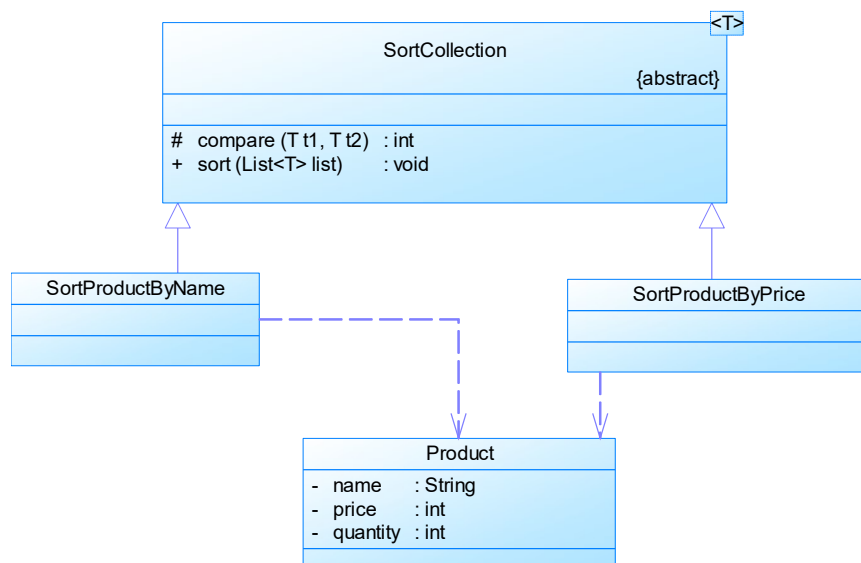 <T>
SortCollection
{abstract}
# compare (T t1, T t2) : int
+ sort (List<T> list) : void
SortProductByName
SortProductByPrice
Product
- name : String
- price : int
- quantity : int